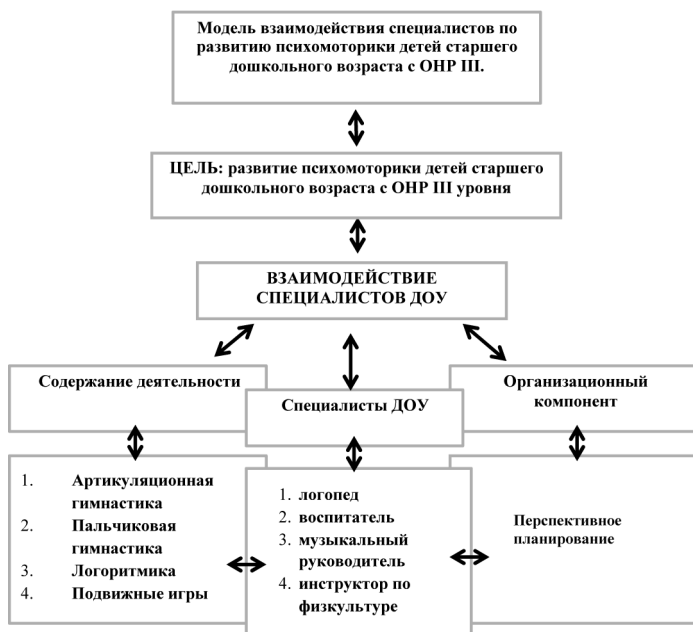 Модель взаимодействия специалистов по
развитию психомоторики детей старшего
дошкольного возраста с ОНР III.
ЦЕЛЬ: развитие психомоторики детей старшего
дошкольного возраста с ОНР III уровня
ВЗАИМОДЕЙСТВИЕ
СПЕЦИАЛИСТОВ ДОУ
Содержание деятельности
Специалисты ДОУ
Организационный
компонент
1. Артикуляционная
гимнастика
2. Пальчиковая
гимнастика
3. Логоритмика
4. Подвижные игры
1. логопед
2. воспитатель
3. музыкальный
руководитель
4. инструктор по
физкультуре
Перспективное
планирование